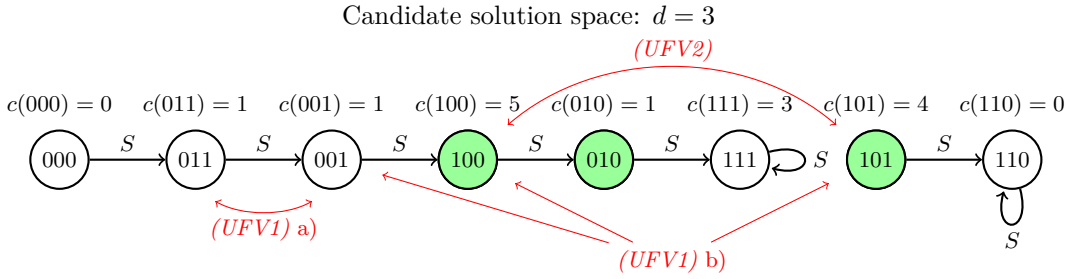 Candidate solution space: d = 3
(UFV2)
c(000) = 0 c(011) = 1 c(001) = 1 c(100) = 5 c(010) = 1 c(111) = 3 c(101) = 4 c(110) = 0
S S S S S S
000 011 001 100 010 111 S 101 110
(UFV1) a)
S
(UFV1) b)